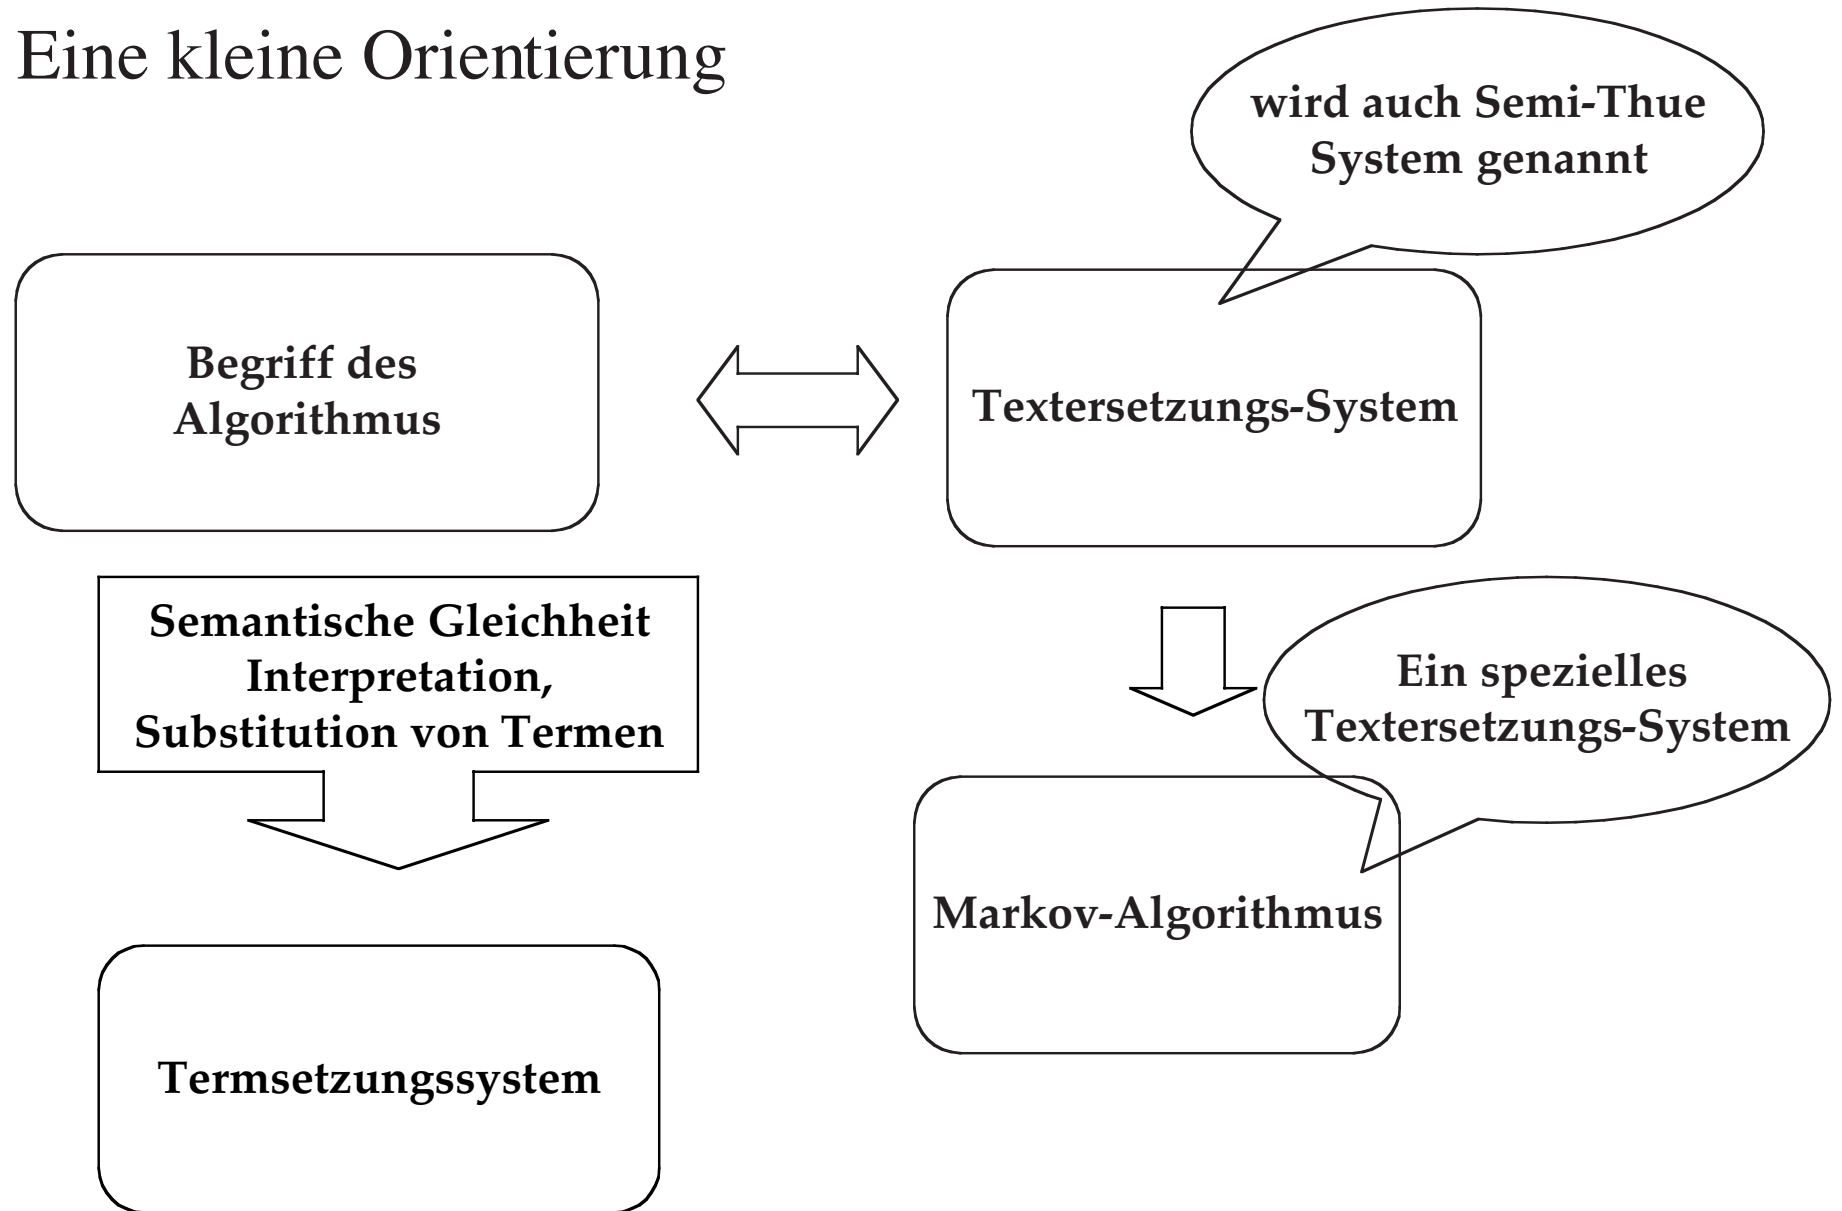 Eine kleine Orientierung
wird auch Semi-Thue
System genannt
Begriff des
Algorithmus
Textersetzungs-System
Semantische Gleichheit
Interpretation,
Substitution von Termen
Ein spezielles
Textersetzungs-System
Markov-Algorithmus
Termsetzungssystem